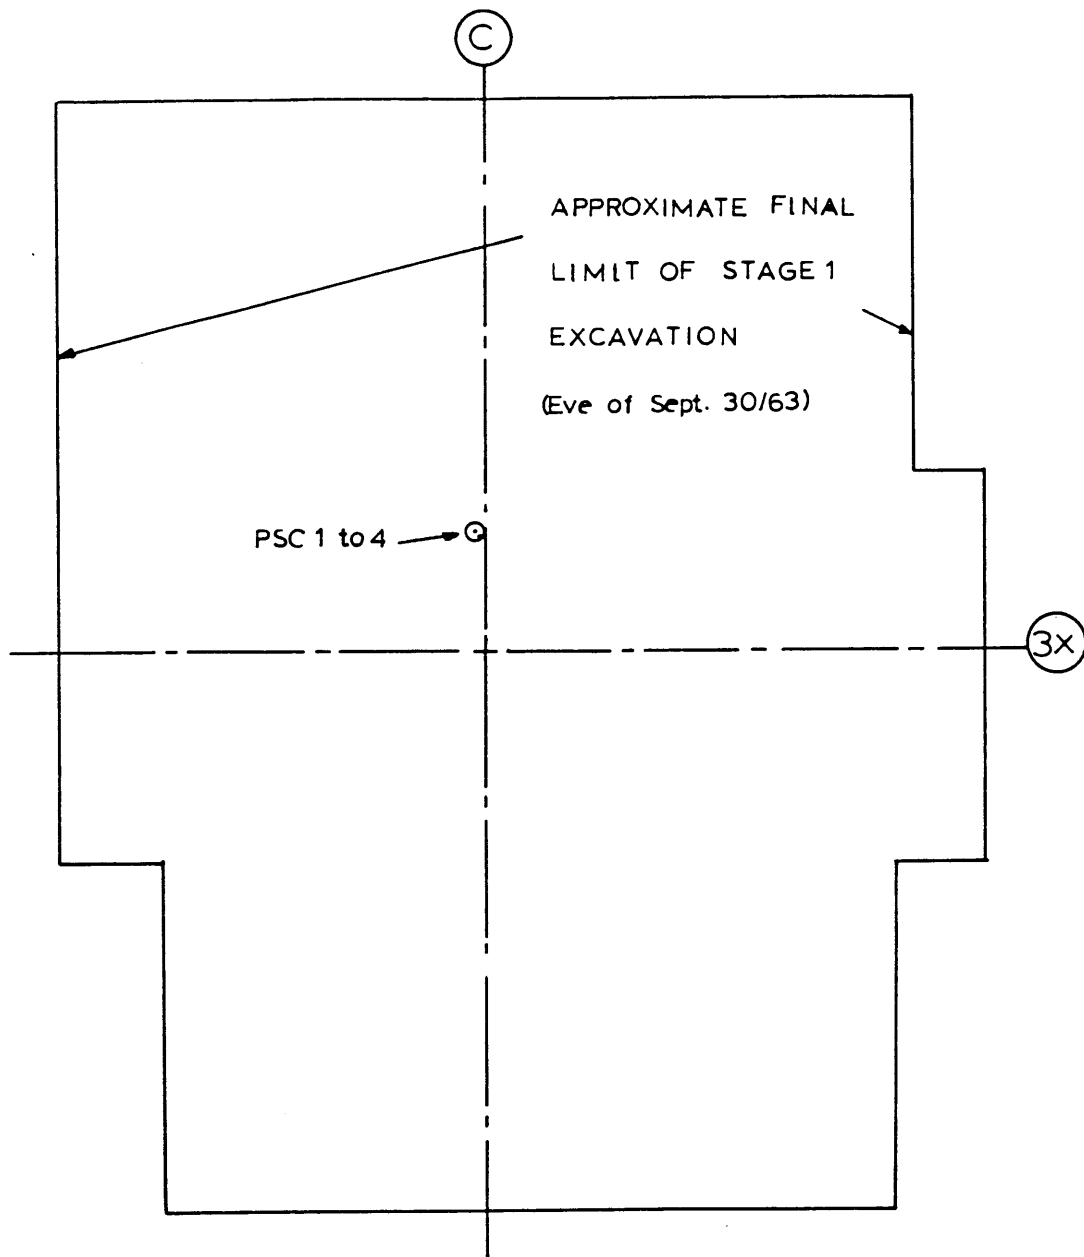 C
APPROXIMATE FINAL
LIMIT OF STAGE 1
EXCAVATION
(Eve of Sept. 30/63)
PSC 1 to 4
3X